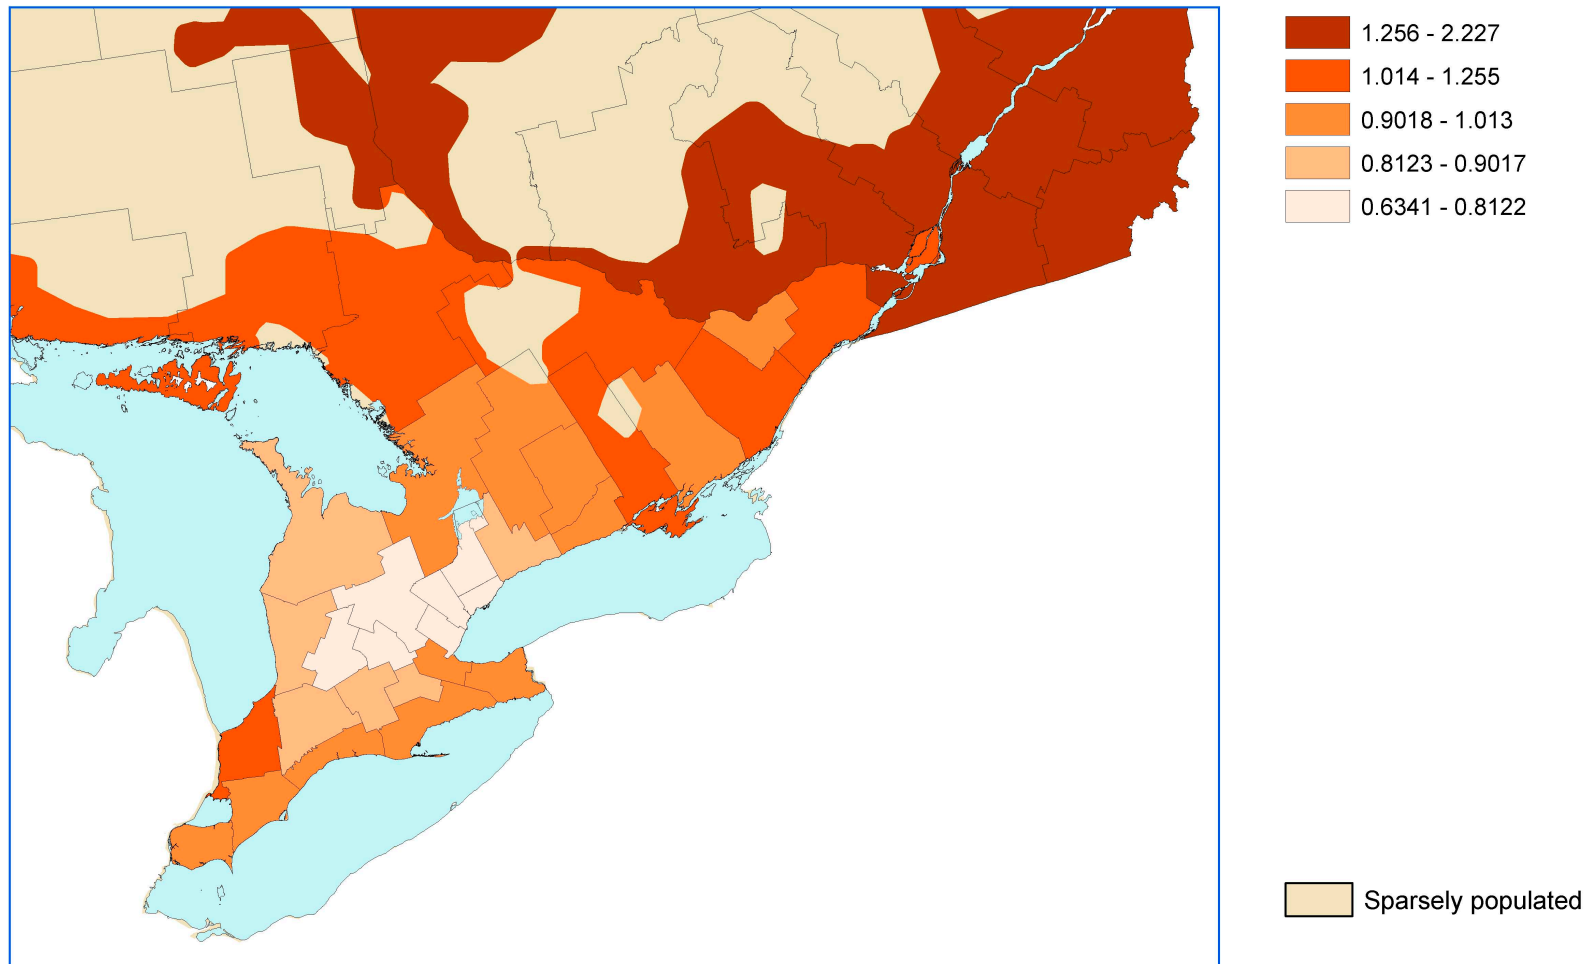 1.256 - 2.227
1.014 - 1.255
0.9018 - 1.013
0.8123 - 0.9017
0.6341 - 0.8122
Sparsely populated